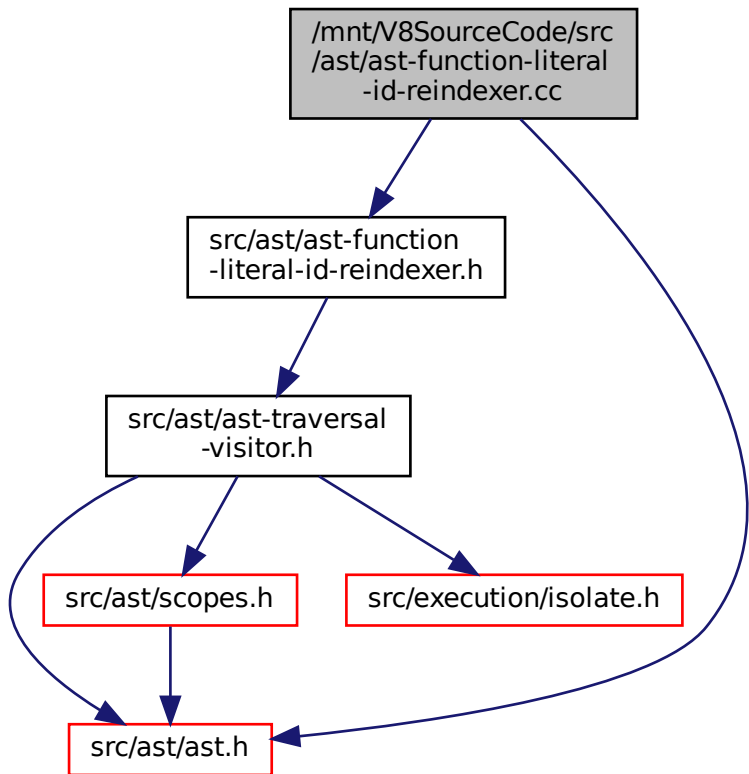 /mnt/V8SourceCode/src
/ast/ast-function-literal
-id-reindexer.cc
src/ast/ast-function
-literal-id-reindexer.h
src/ast/ast-traversal
-visitor.h
src/ast/scopes.h
src/execution/isolate.h
src/ast/ast.h